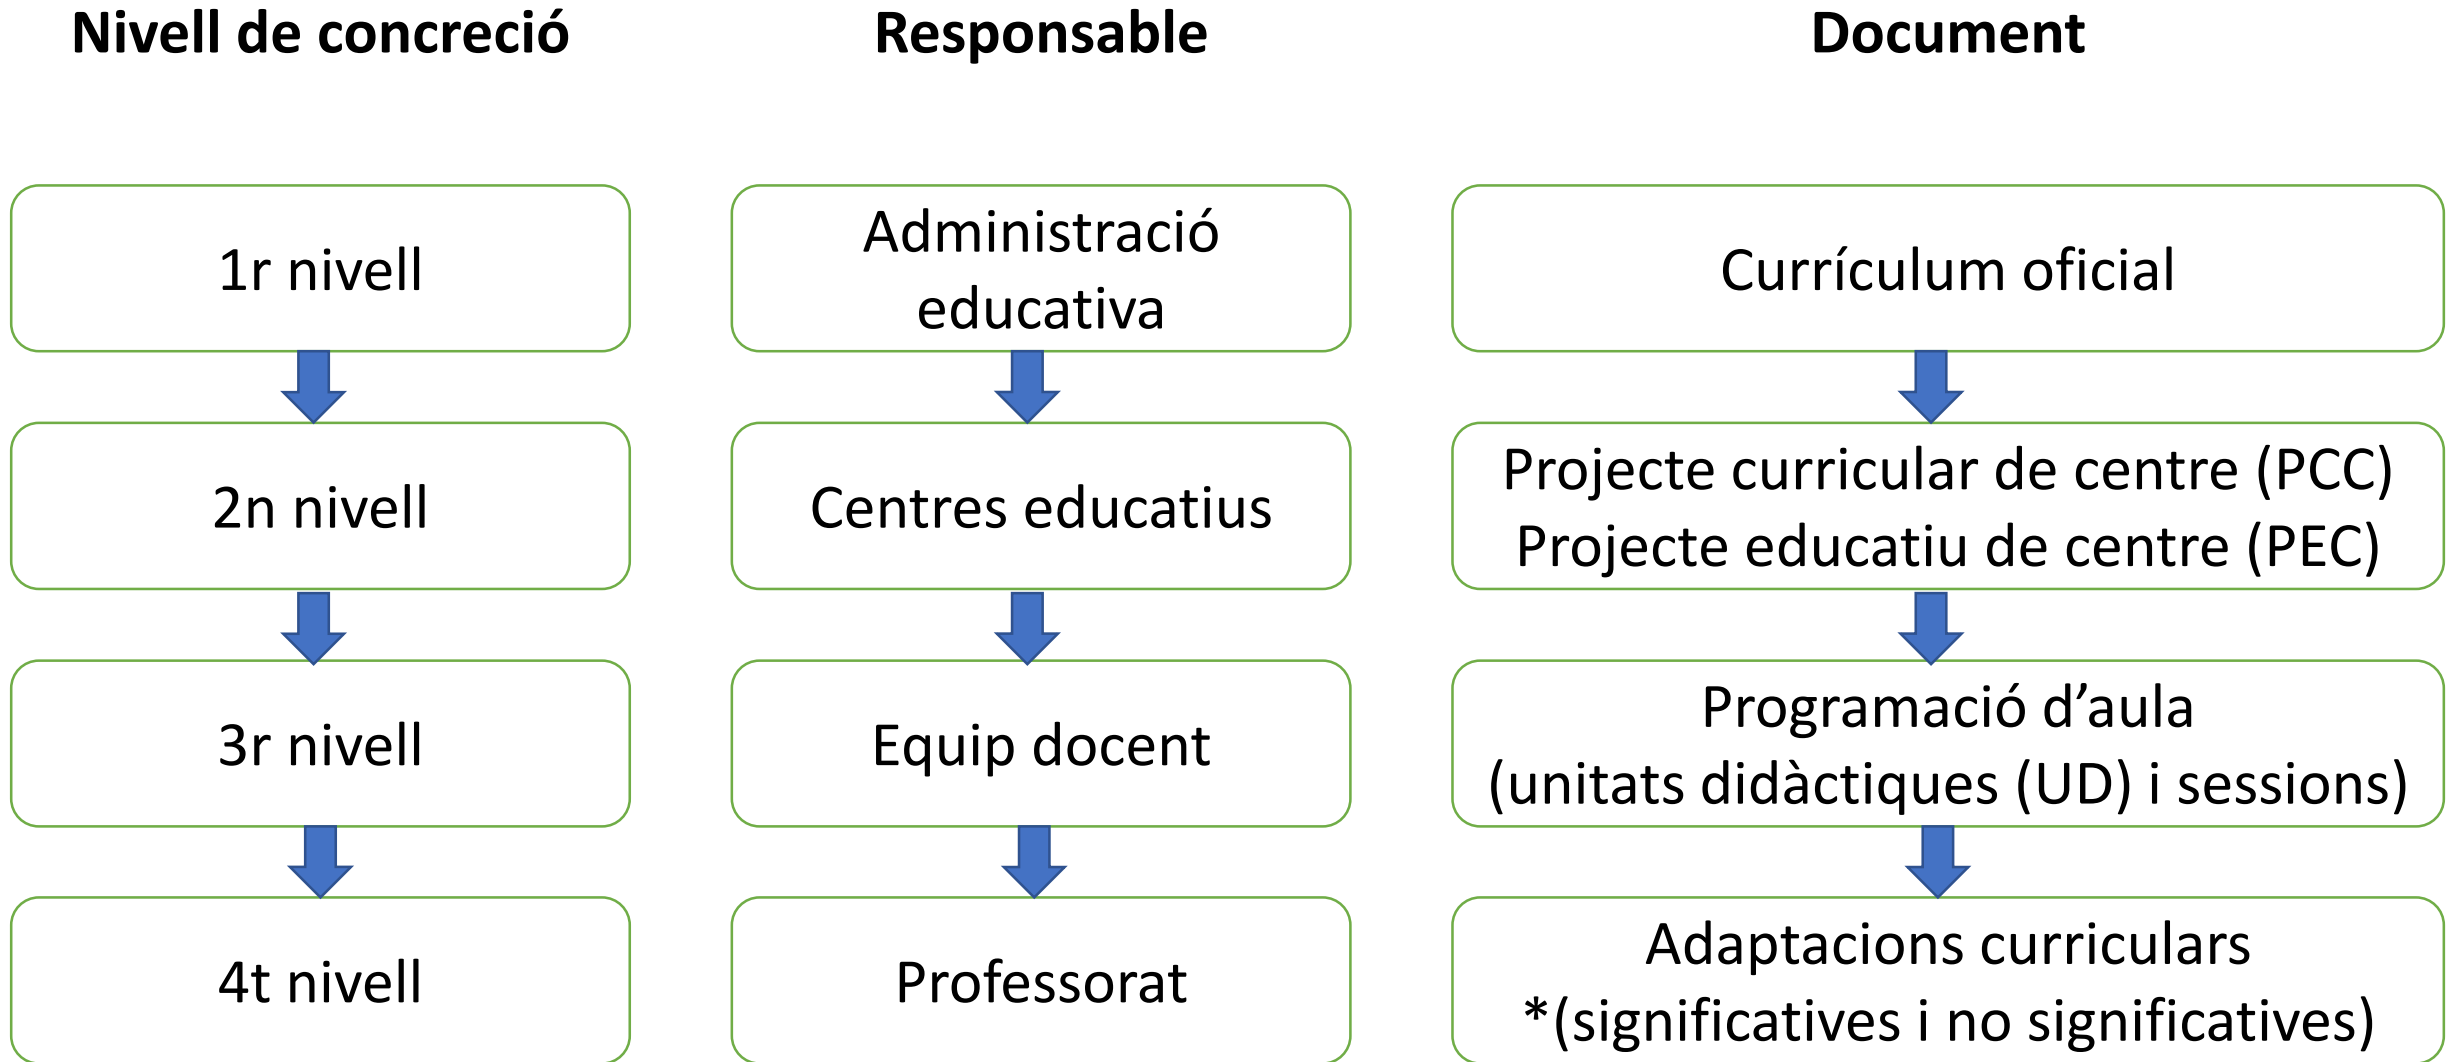 Nivell de concreció
Responsable
Document
1r nivell
Administració
educativa
Currículum oficial
2n nivell
Centres educatius
Projecte curricular de centre (PCC)
Projecte educatiu de centre (PEC)
3r nivell
Equip docent
Programació d’aula
(unitats didàctiques (UD) i sessions)
4t nivell
Professorat
Adaptacions curriculars
*(significatives i no significatives)